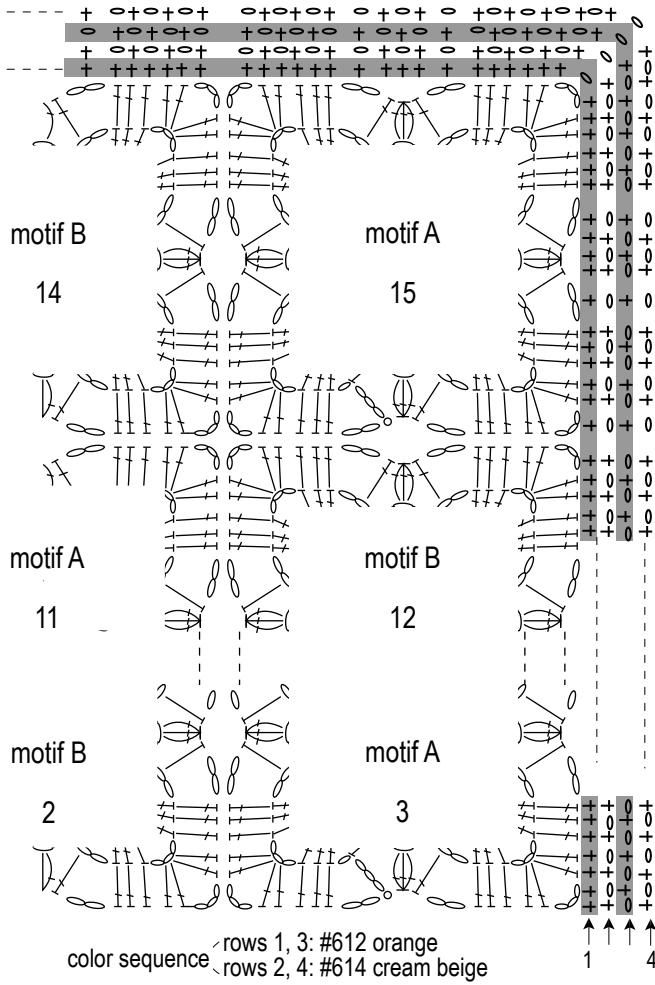 motif B
14
motif A
15
motif A
11
motif B
12
motif B
2
motif A
3
1
4
color sequence
rows 1, 3: #612 orange
rows 2, 4: #614 cream beige